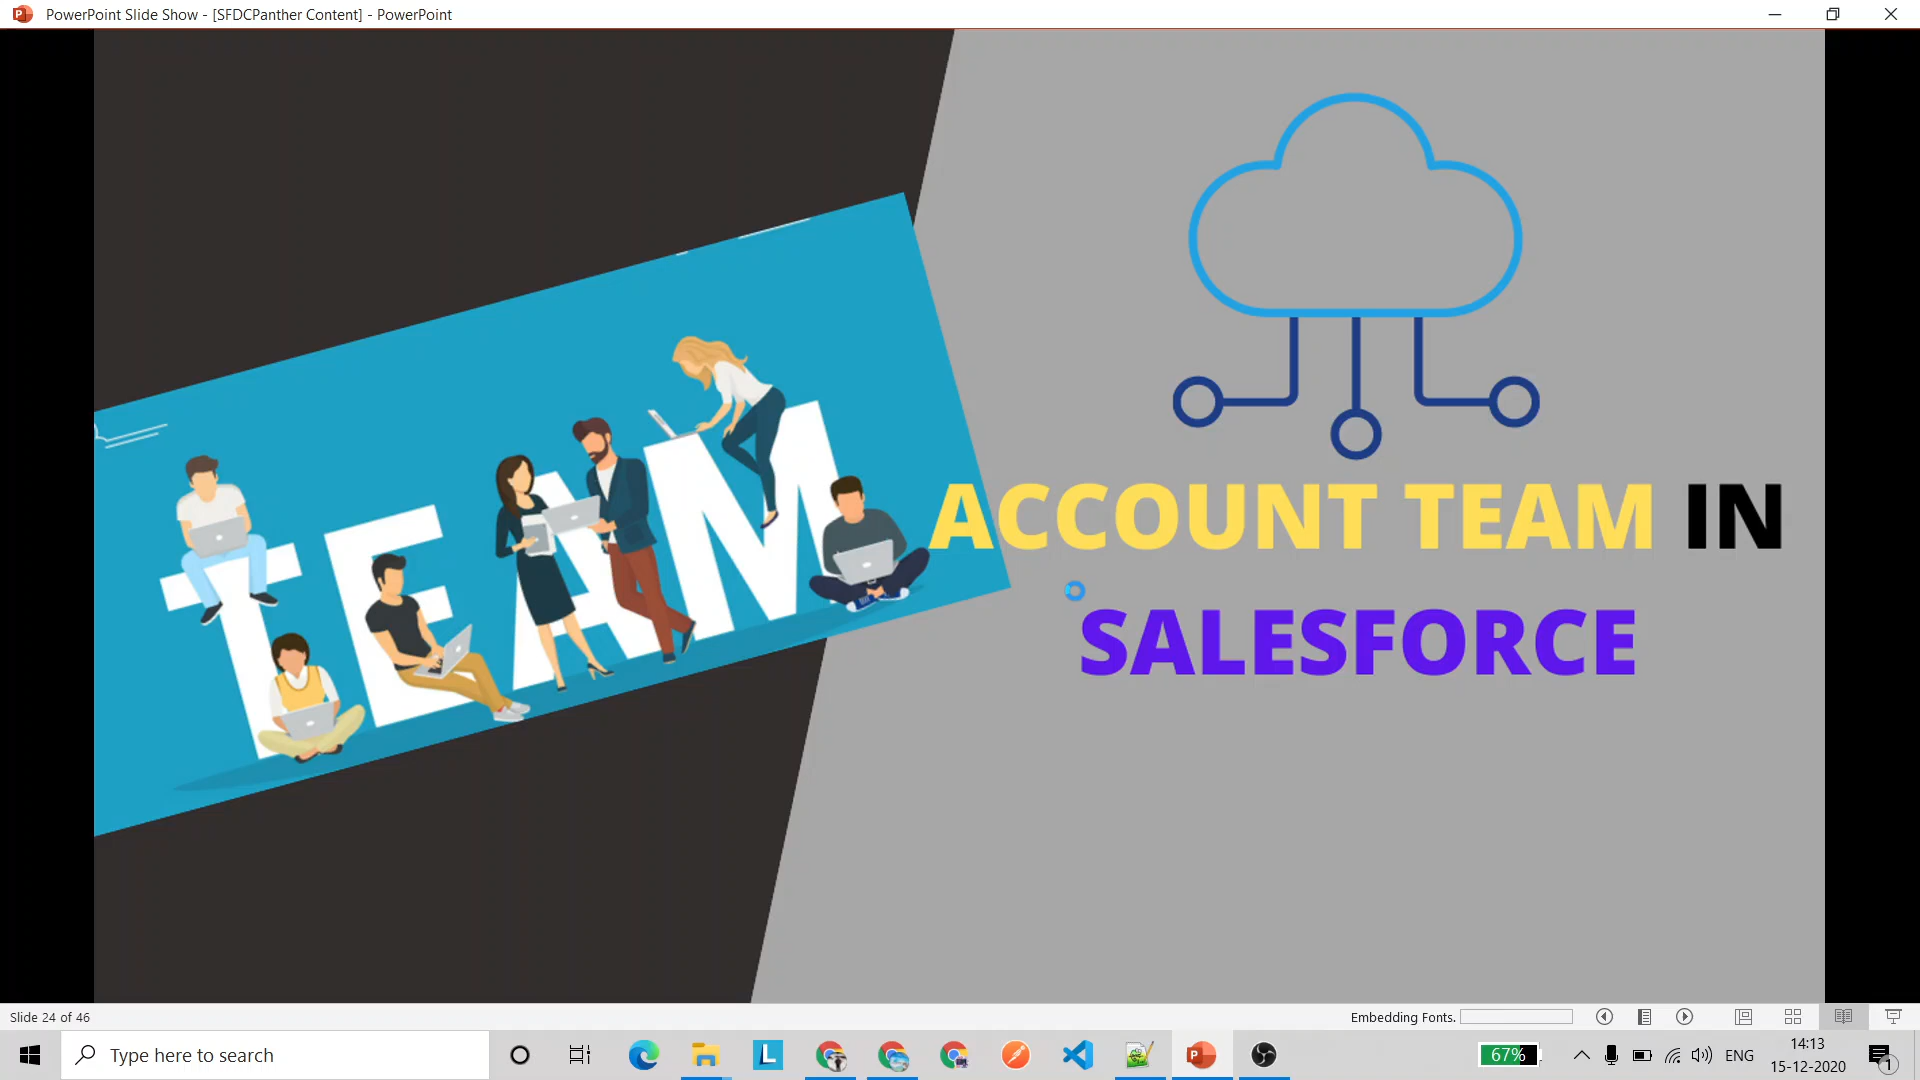 PowerPoint Slide Show - [SFDCPanther Content] - PowerPoint
TEAM
ACCOUNT TEAM IN
SALESFORCE
Slide 24 of 46
Embedding Fonts.
Type here to search
L
67%
ENG
14:13
15-12-2020
1